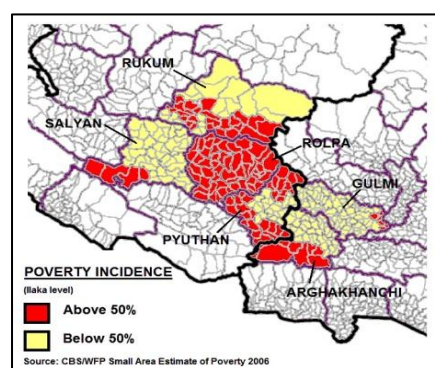 RUKUM
SALYAN
ROLPA
GULMI
PYUTHAN
ARGHAKHANCHI
POVERTY INCIDENCE
(Ilaka level)
Above 50%
Below 50%
Source: CBS/WFP Small Area Estimate of Poverty 2006